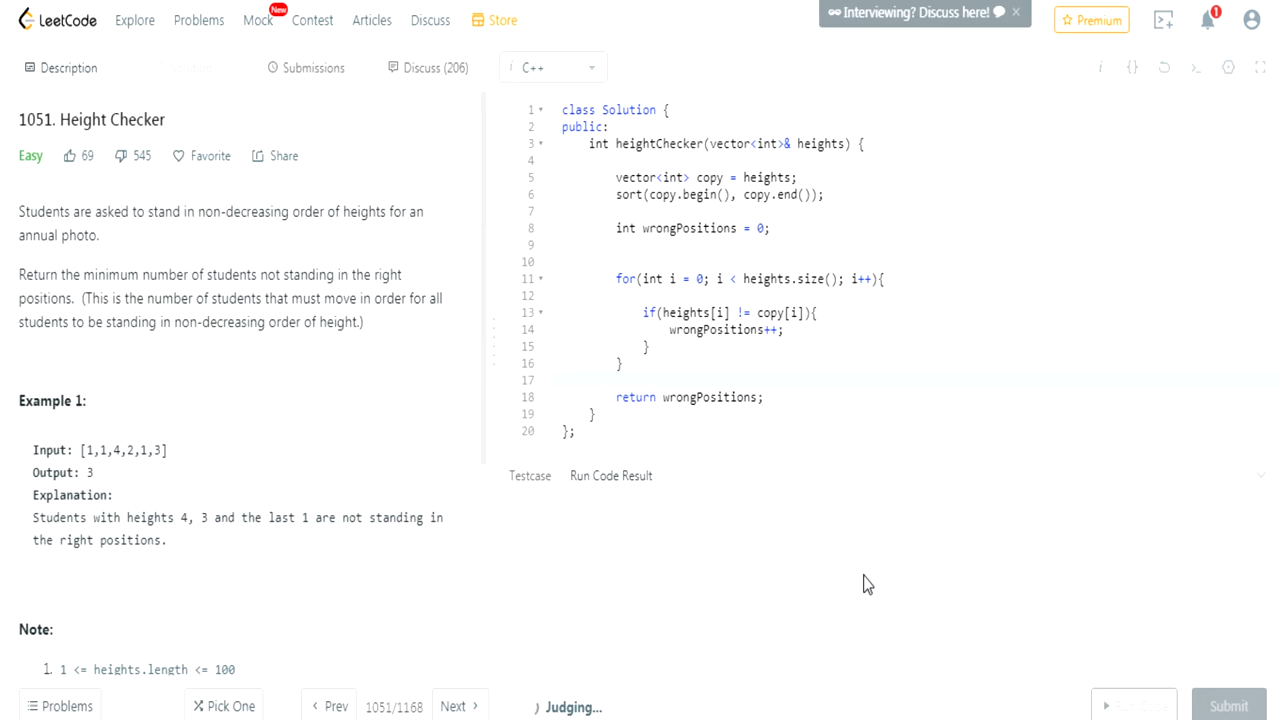 LeetCode Explore Problems Mock New Contest Articles Discuss Store Interviewing? Discuss here! × Premium 1
Description Submissions Discuss (206) i C++ i {}
1051. Height Checker
Easy 69 545 Favorite Share
Students are asked to stand in non-decreasing order of heights for an
annual photo.
Return the minimum number of students not standing in the right
positions. (This is the number of students that must move in order for all
students to be standing in non-decreasing order of height.)
Example 1:
Input: [1,1,4,2,1,3]
Output: 3
Explanation:
Students with heights 4, 3 and the last 1 are not standing in
the right positions.
Note:
1. 1 <= heights.length <= 100
1 class Solution {
2 public:
3 int heightChecker(vector<int>& heights) {
4
5 vector<int> copy = heights;
6 sort(copy.begin(), copy.end());
7
8 int wrongPositions = 0;
9
10
11 for(int i = 0; i < heights.size(); i++){
12
13 if(heights[i] != copy[i]){
14 wrongPositions++;
15 }
16 }
17
18 return wrongPositions;
19 }
20 };
Testcase Run Code Result
Problems Pick One Prev 1051/1168 Next Judging... Submit